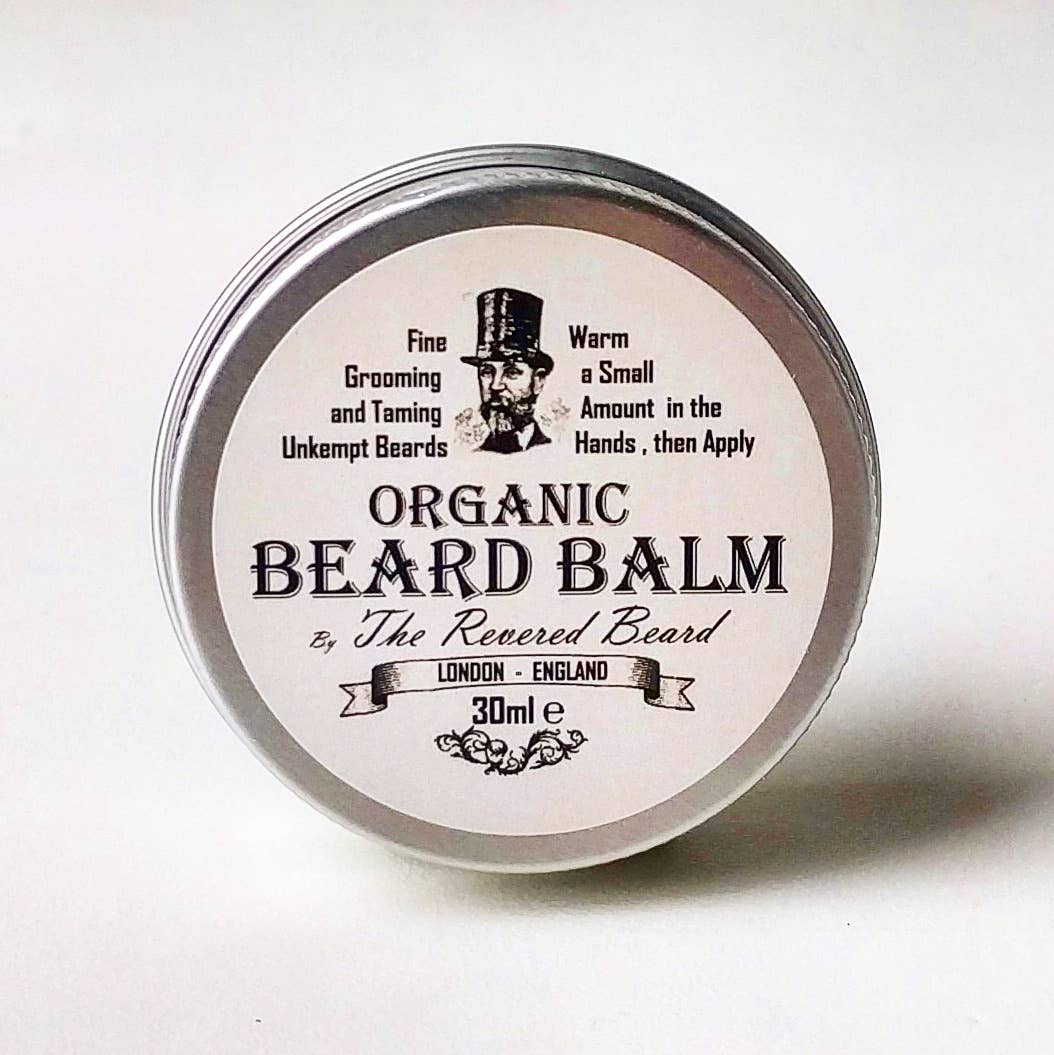 Fine
Grooming
and Taming
Unkempt Beards
Warm
a Small
Amount in the
Hands , then Apply
ORGANIC
BEARD BALM
By The Revered Beard
LONDON - ENGLAND
30ml e